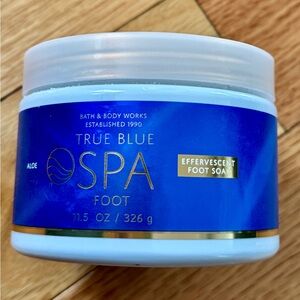 BATH & BODY WORKS
ESTABLISHED 1990
TRUE BLUE
ALOE
SPA
EFFERVESCENT
FOOT SOAK
FOOT
11.5 OZ / 326 g